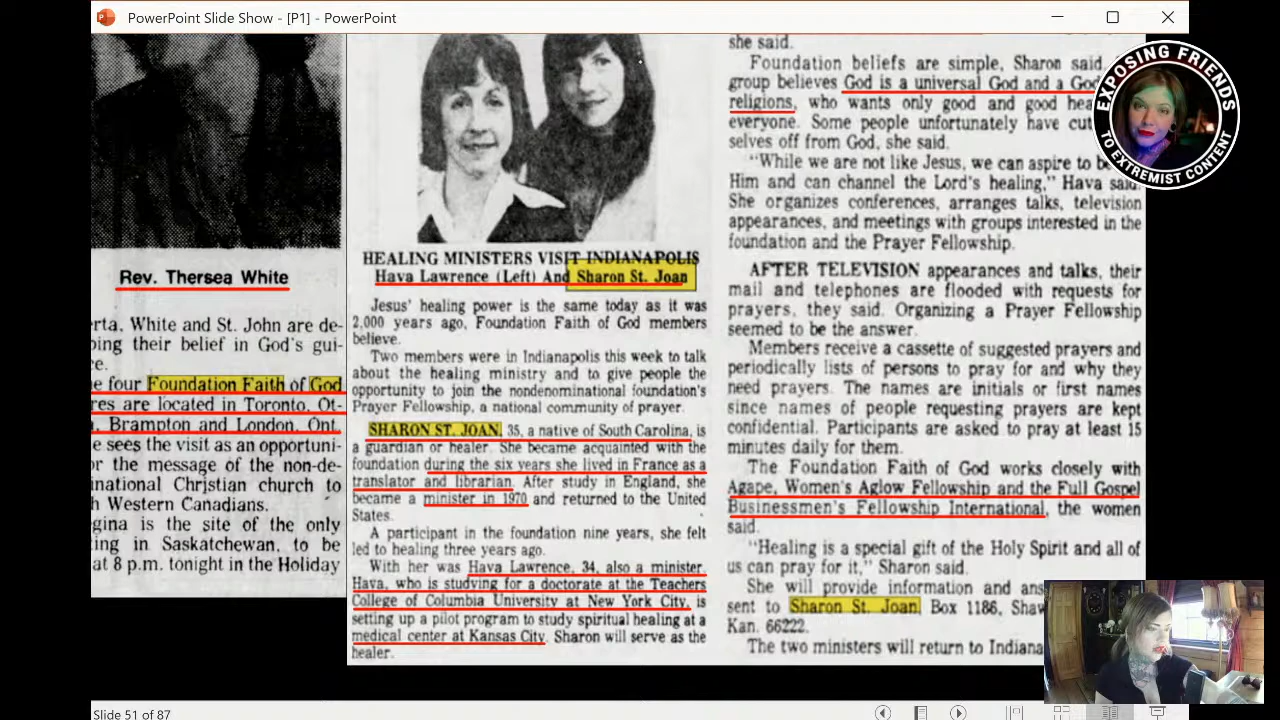 PowerPoint Slide Show - [P1] - PowerPoint
Rev. Thersea White
erta, White and St. John are de-
ping their belief in God's gui-
ce.
e four Foundation Faith of God
res are located in Toronto, Ot-
Brampton and London, Ont.
e sees the visit as an opportuni-
or the message of the non-de-
inational Christian church to
h Western Canadians.
gina is the site of the only
ing in Saskatchewan, to be
at 8 p.m. tonight in the Holiday
HEALING MINISTERS VISIT INDIANAPOLIS
Hava Lawrence (Left) And Sharon St. Joan
Jesus' healing power is the same today as it was
2,000 years ago, Foundation Faith of God members
believe.
Two members were in Indianapolis this week to talk
about the healing ministry and to give people the
opportunity to join the nondenominational foundation's
Prayer Fellowship, a national community of prayer.
SHARON ST. JOAN, 35, a native of South Carolina, is
a guardian or healer. She became acquainted with the
foundation during the six years she lived in France as a
translator and librarian. After study in England, she
became a minister in 1970 and returned to the United
States.
A participant in the foundation nine years, she felt
led to healing three years ago.
With her was Hava Lawrence, 34, also a minister.
Hava, who is studying for a doctorate at the Teachers
College of Columbia University at New York City, is
setting up a pilot program to study spiritual healing at a
medical center at Kansas City. Sharon will serve as the
healer.
she said.
Foundation beliefs are simple, Sharon said.
group believes God is a universal God and a God
religions, who wants only good and good hea
everyone. Some people unfortunately have cut
selves off from God, she said.
"While we are not like Jesus, we can aspire to be
Him and can channel the Lord's healing," Hava said.
She organizes conferences, arranges talks, television
appearances, and meetings with groups interested in the
foundation and the Prayer Fellowship.
AFTER TELEVISION appearances and talks, their
mail and telephones are flooded with requests for
prayers, they said. Organizing a Prayer Fellowship
seemed to be the answer.
Members receive a cassette of suggested prayers and
periodically lists of persons to pray for and why they
need prayers. The names are initials or first names
since names of people requesting prayers are kept
confidential. Participants are asked to pray at least 15
minutes daily for them.
The Foundation Faith of God works closely with
Agape, Women's Aglow Fellowship and the Full Gospel
Businessmen's Fellowship International, the women
said.
"Healing is a special gift of the Holy Spirit and all of
us can pray for it," Sharon said.
She will provide information and ans
sent to Sharon St. Joan, Box 1186, Shaw
Kan. 66222.
The two ministers will return to Indiana
EXPOSING FRIENDS
TO EXTREMIST CONTENT
Slide 51 of 87